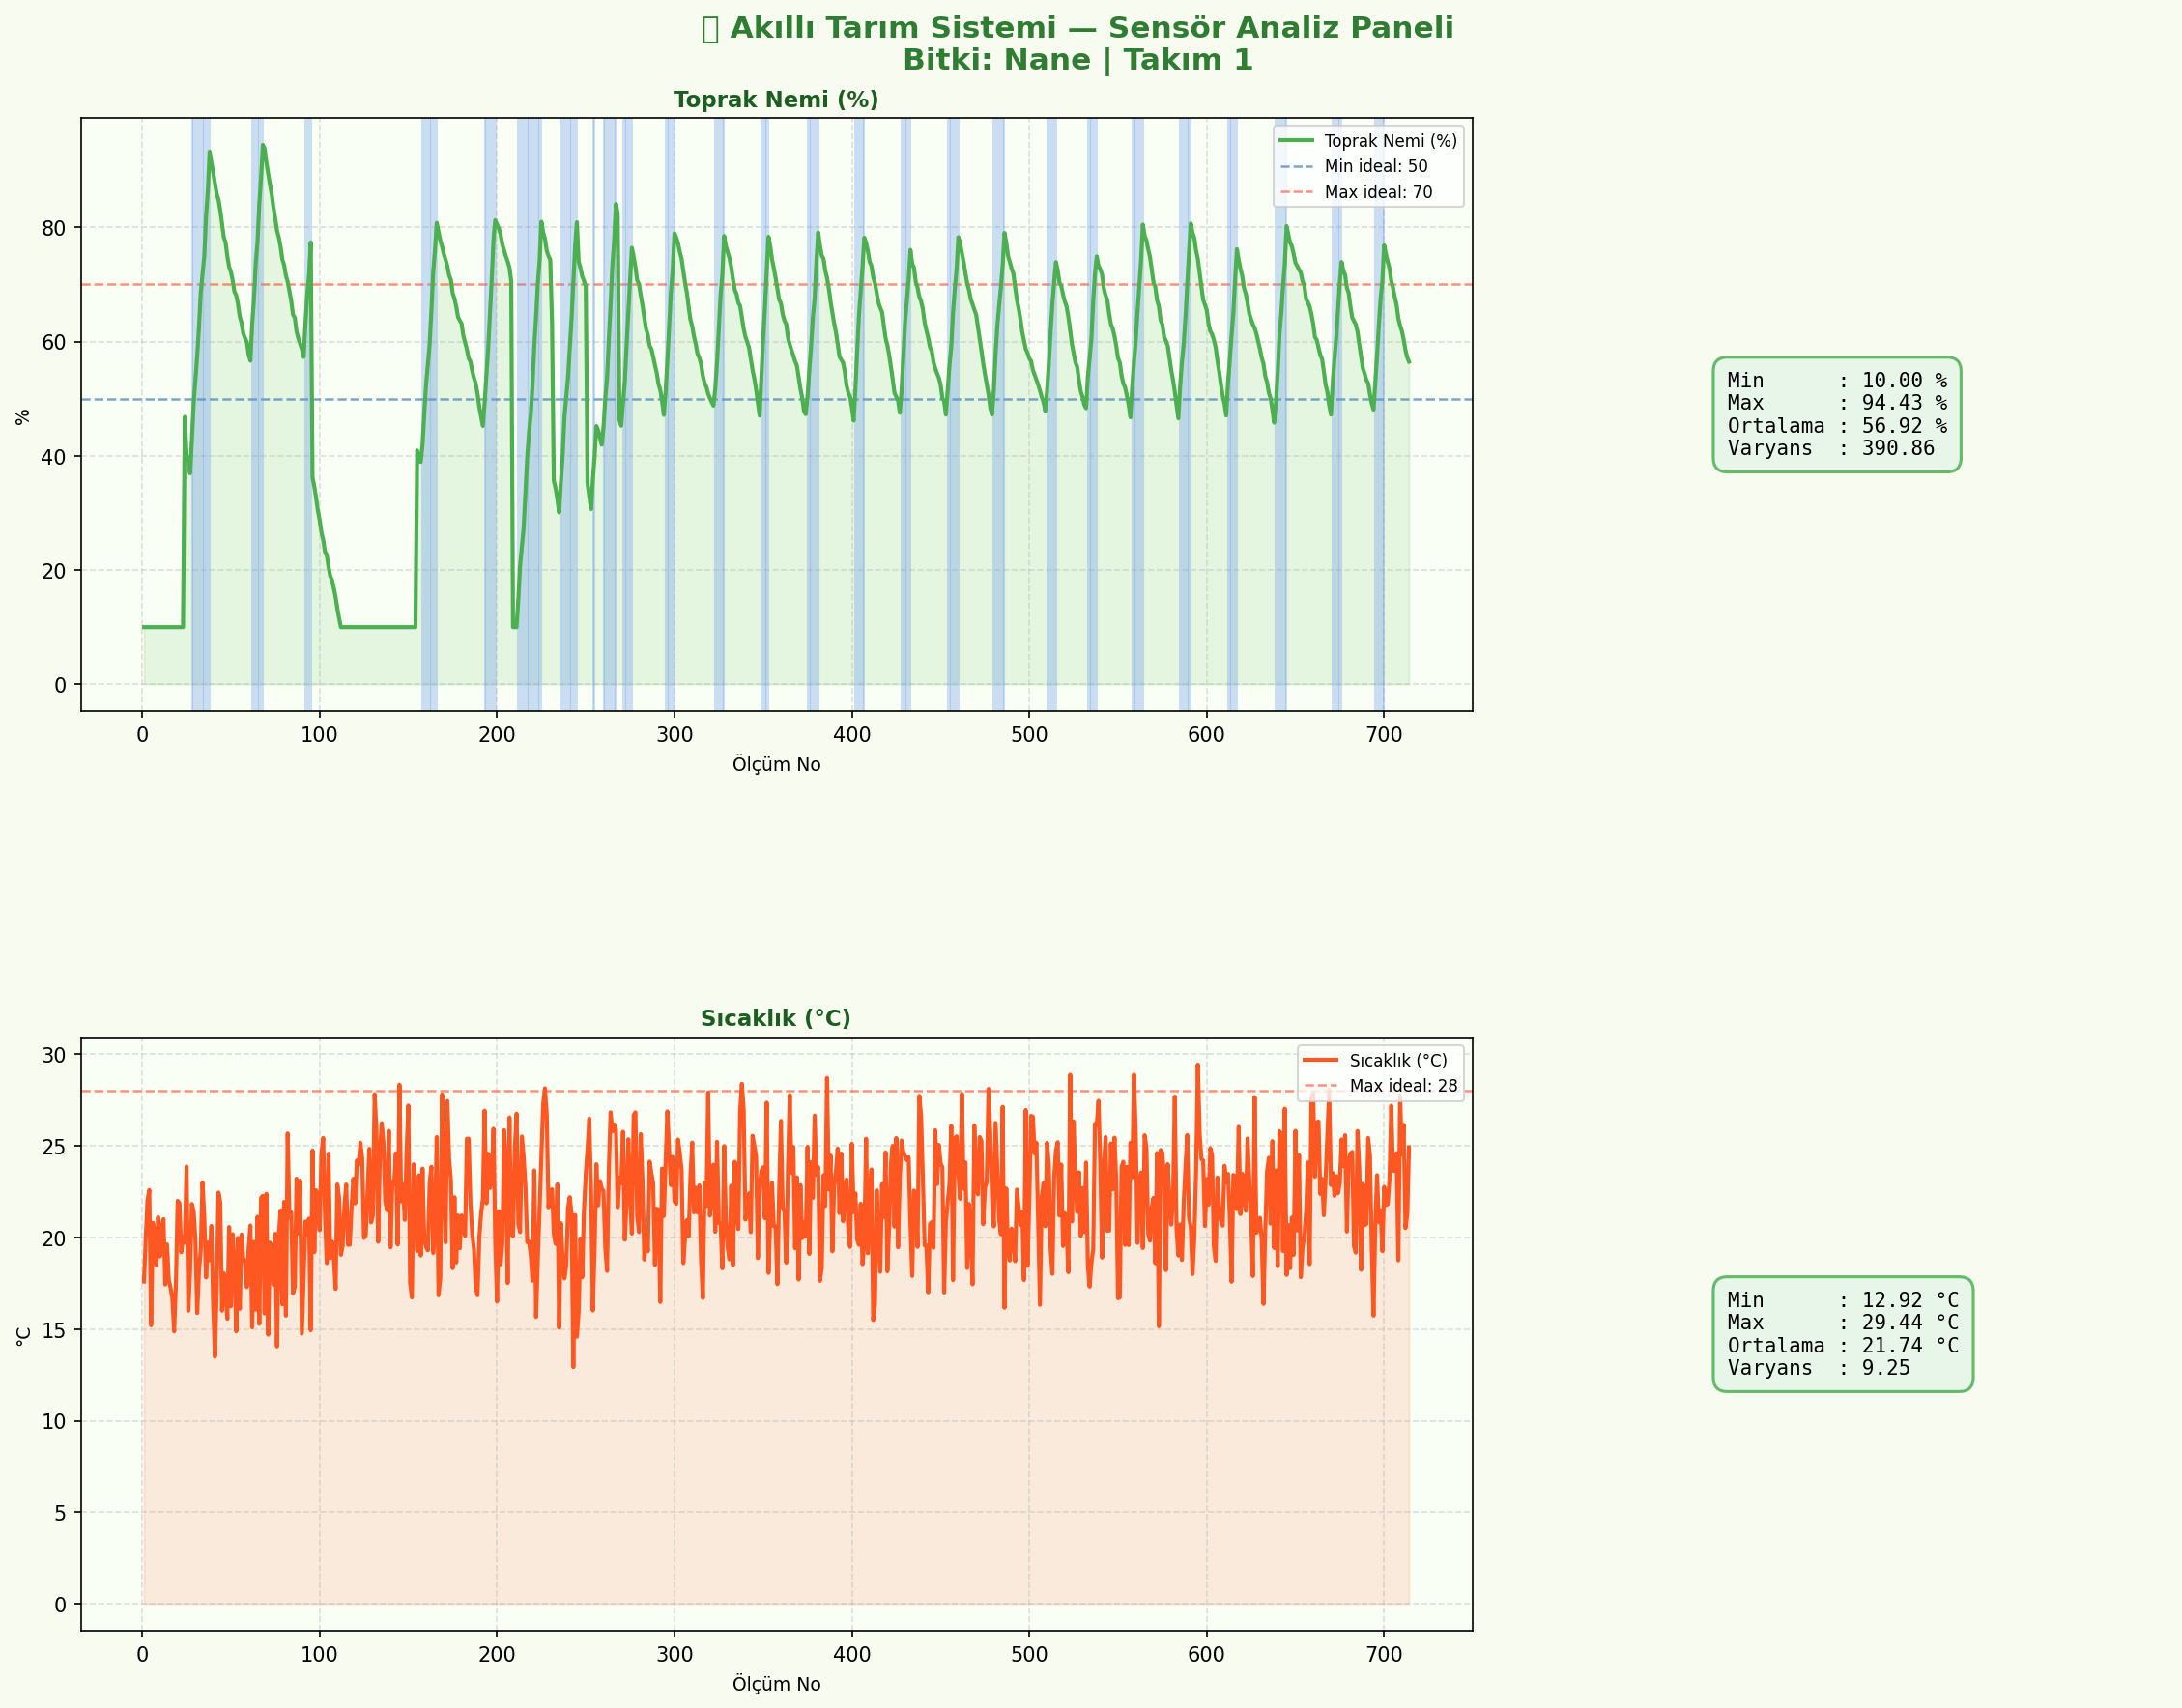 Akıllı Tarım Sistemi — Sensör Analiz Paneli
Bitki: Nane | Takım 1
Toprak Nemi (%)
Toprak Nemi (%)
Min ideal: 50
Max ideal: 70
80
60
40
20
0
%
0 100 200 300 400 500 600 700
Ölçüm No
Min : 10.00 %
Max : 94.43 %
Ortalama : 56.92 %
Varyans : 390.86
Sıcaklık (°C)
Sıcaklık (°C)
Max ideal: 28
30
25
20
15
10
5
0
°C
0 100 200 300 400 500 600 700
Ölçüm No
Min : 12.92 °C
Max : 29.44 °C
Ortalama : 21.74 °C
Varyans : 9.25